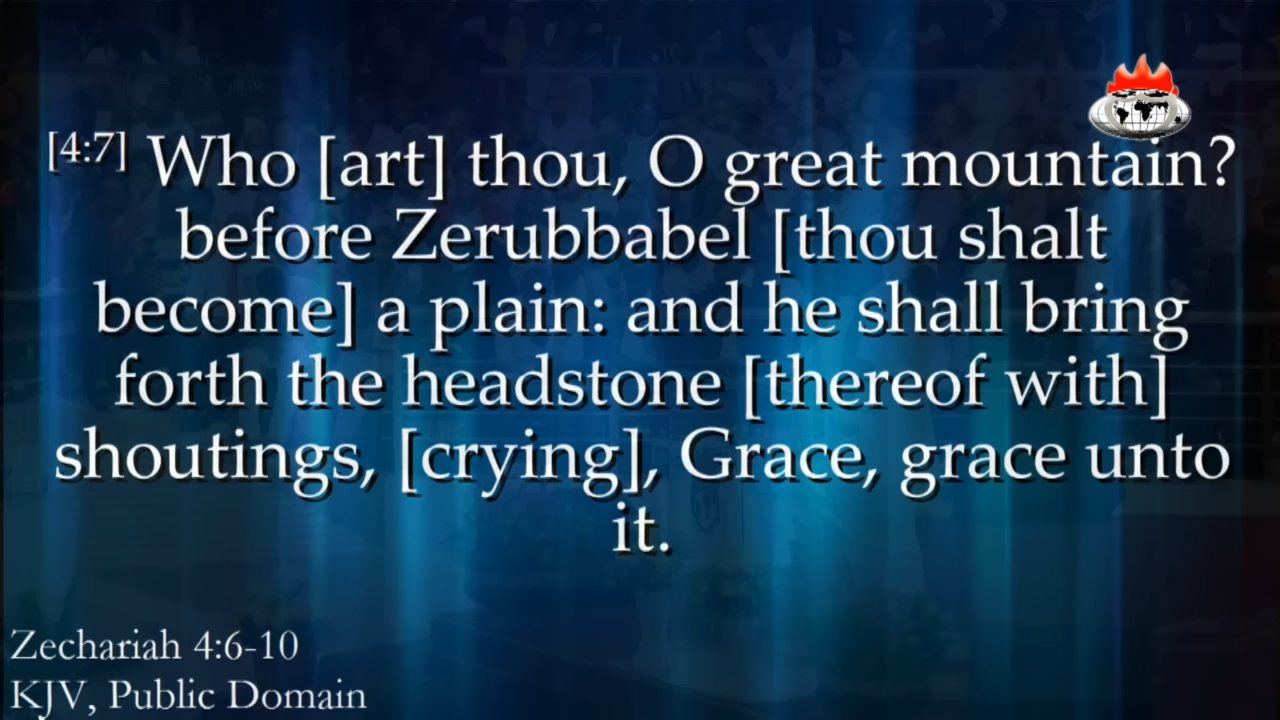 [4:7] Who [art] thou, O great mountain?
before Zerubbabel [thou shalt
become] a plain: and he shall bring
forth the headstone [thereof with]
shoutings, [crying], Grace, grace unto
it.
Zechariah 4:6-10
KJV, Public Domain